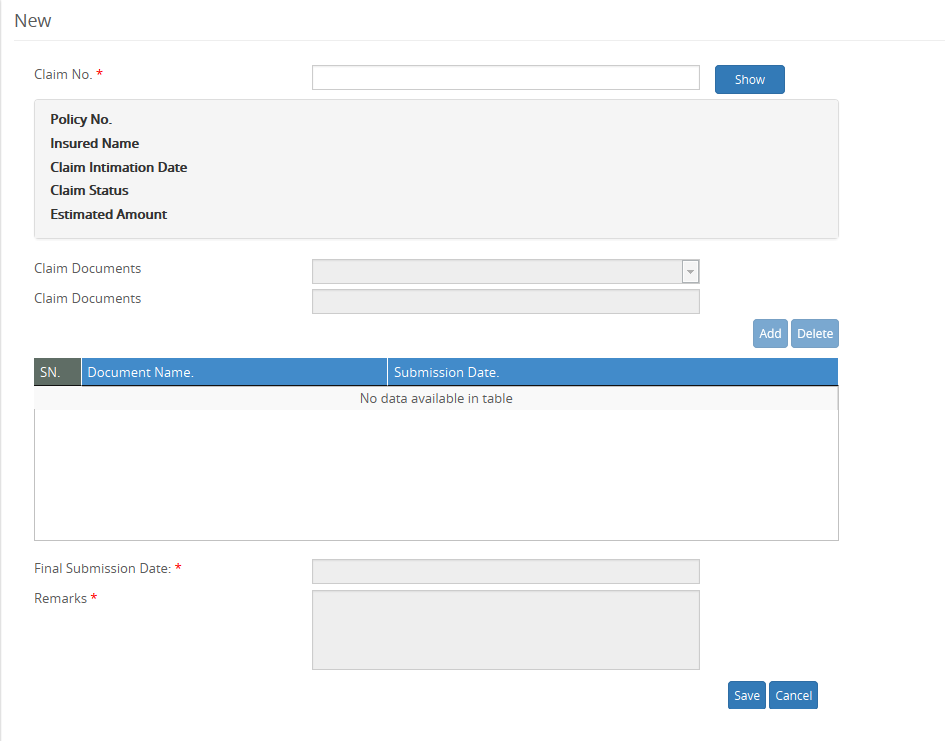 New
Claim No. *
Show
Policy No.
Insured Name
Claim Intimation Date
Claim Status
Estimated Amount
Claim Documents
Claim Documents
Add Delete
SN. Document Name. Submission Date.
No data available in table
Final Submission Date: *
Remarks *
Save Cancel